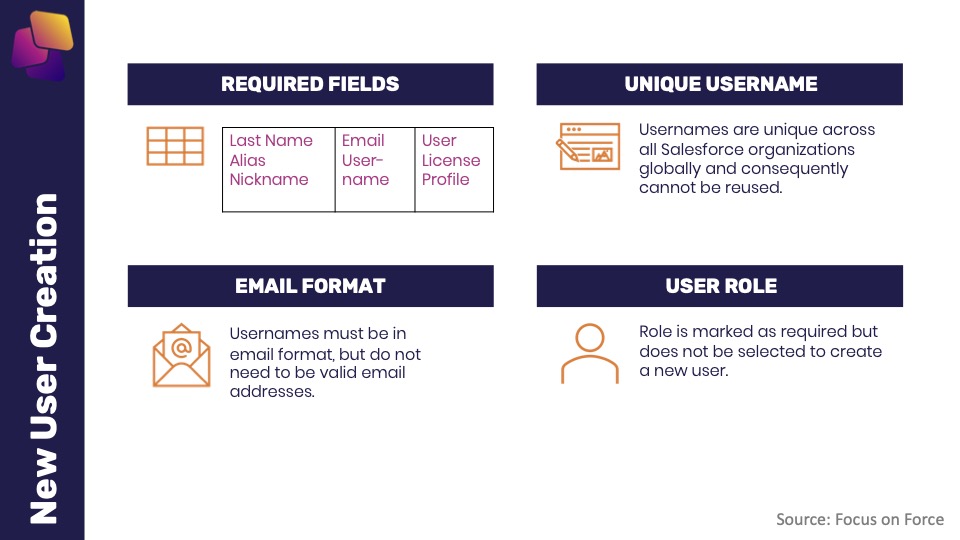 New User Creation
REQUIRED FIELDS
Last Name
Alias
Nickname
Email
User-
name
User
License
Profile
UNIQUE USERNAME
Usernames are unique across
all Salesforce organizations
globally and consequently
cannot be reused.
EMAIL FORMAT
Usernames must be in
email format, but do not
need to be valid email
addresses.
USER ROLE
Role is marked as required but
does not be selected to create
a new user.
Source: Focus on Force